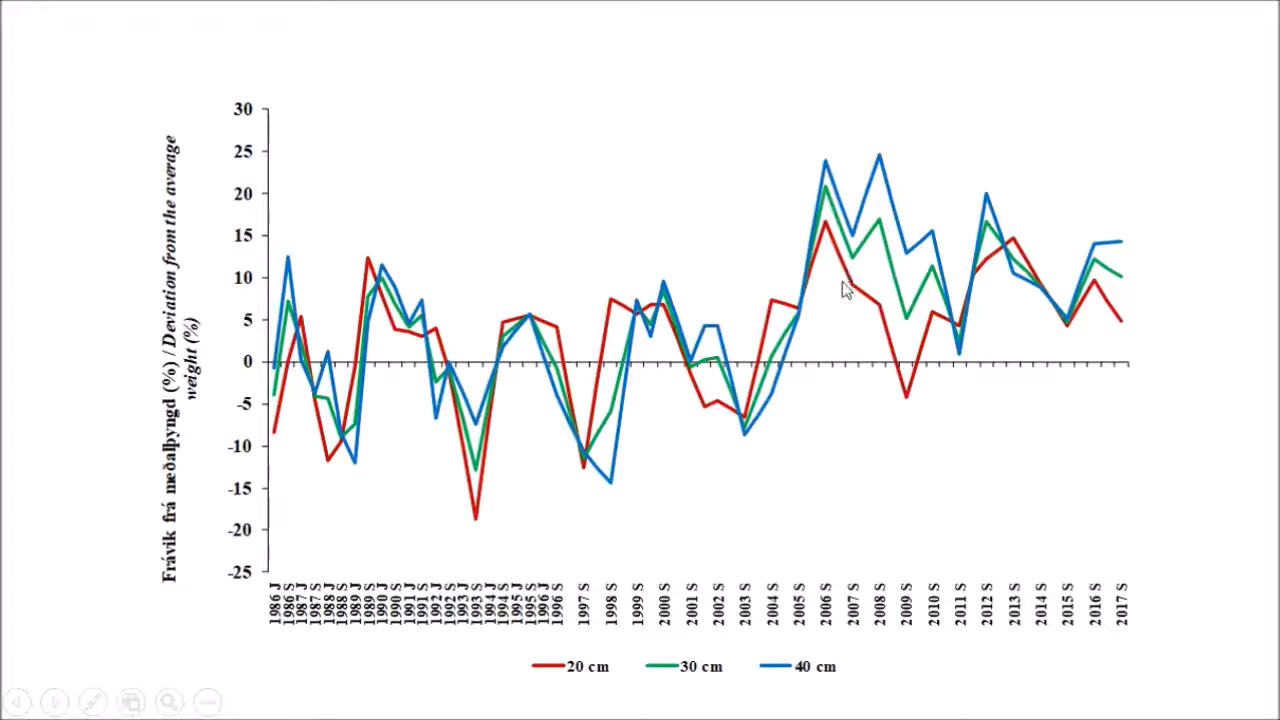 30
25
20
15
10
5
0
-5
-10
-15
-20
-25
Frávik frá meðalþyngd (%) / Deviation from the average
weight (%)
1986 J
1986 S
1987 J
1987 S
1988 J
1988 S
1989 J
1989 S
1990 J
1990 S
1991 J
1991 S
1992 J
1992 S
1993 J
1993 S
1994 J
1994 S
1995 J
1995 S
1996 J
1996 S
1997 S
1998 S
1999 S
2000 S
2001 S
2002 S
2003 S
2004 S
2005 S
2006 S
2007 S
2008 S
2009 S
2010 S
2011 S
2012 S
2013 S
2014 S
2015 S
2016 S
2017 S
20 cm
30 cm
40 cm